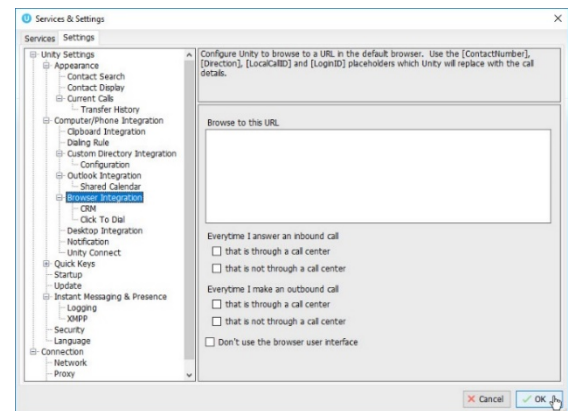 Services & Settings
Services Settings
Unity Settings
Appearance
Contact Search
Contact Display
Current Calls
Transfer History
Computer/Phone Integration
Clipboard Integration
Dialing Rule
Custom Directory Integration
Configuration
Outlook Integration
Shared Calendar
Browser Integration
CRM
Click To Dial
Desktop Integration
Notification
Unity Connect
Quick Keys
Startup
Update
Instant Messaging & Presence
Logging
XMPP
Security
Language
Connection
Network
Proxy
Configure Unity to browse to a URL in the default browser. Use the [ContactNumber],
[Direction], [LocalCallID] and [LoginID] placeholders which Unity will replace with the call
details.
Browse to this URL
Everytime I answer an inbound call
that is through a call center
that is not through a call center
Everytime I make an outbound call
that is through a call center
that is not through a call center
Don't use the browser user interface
Cancel
OK